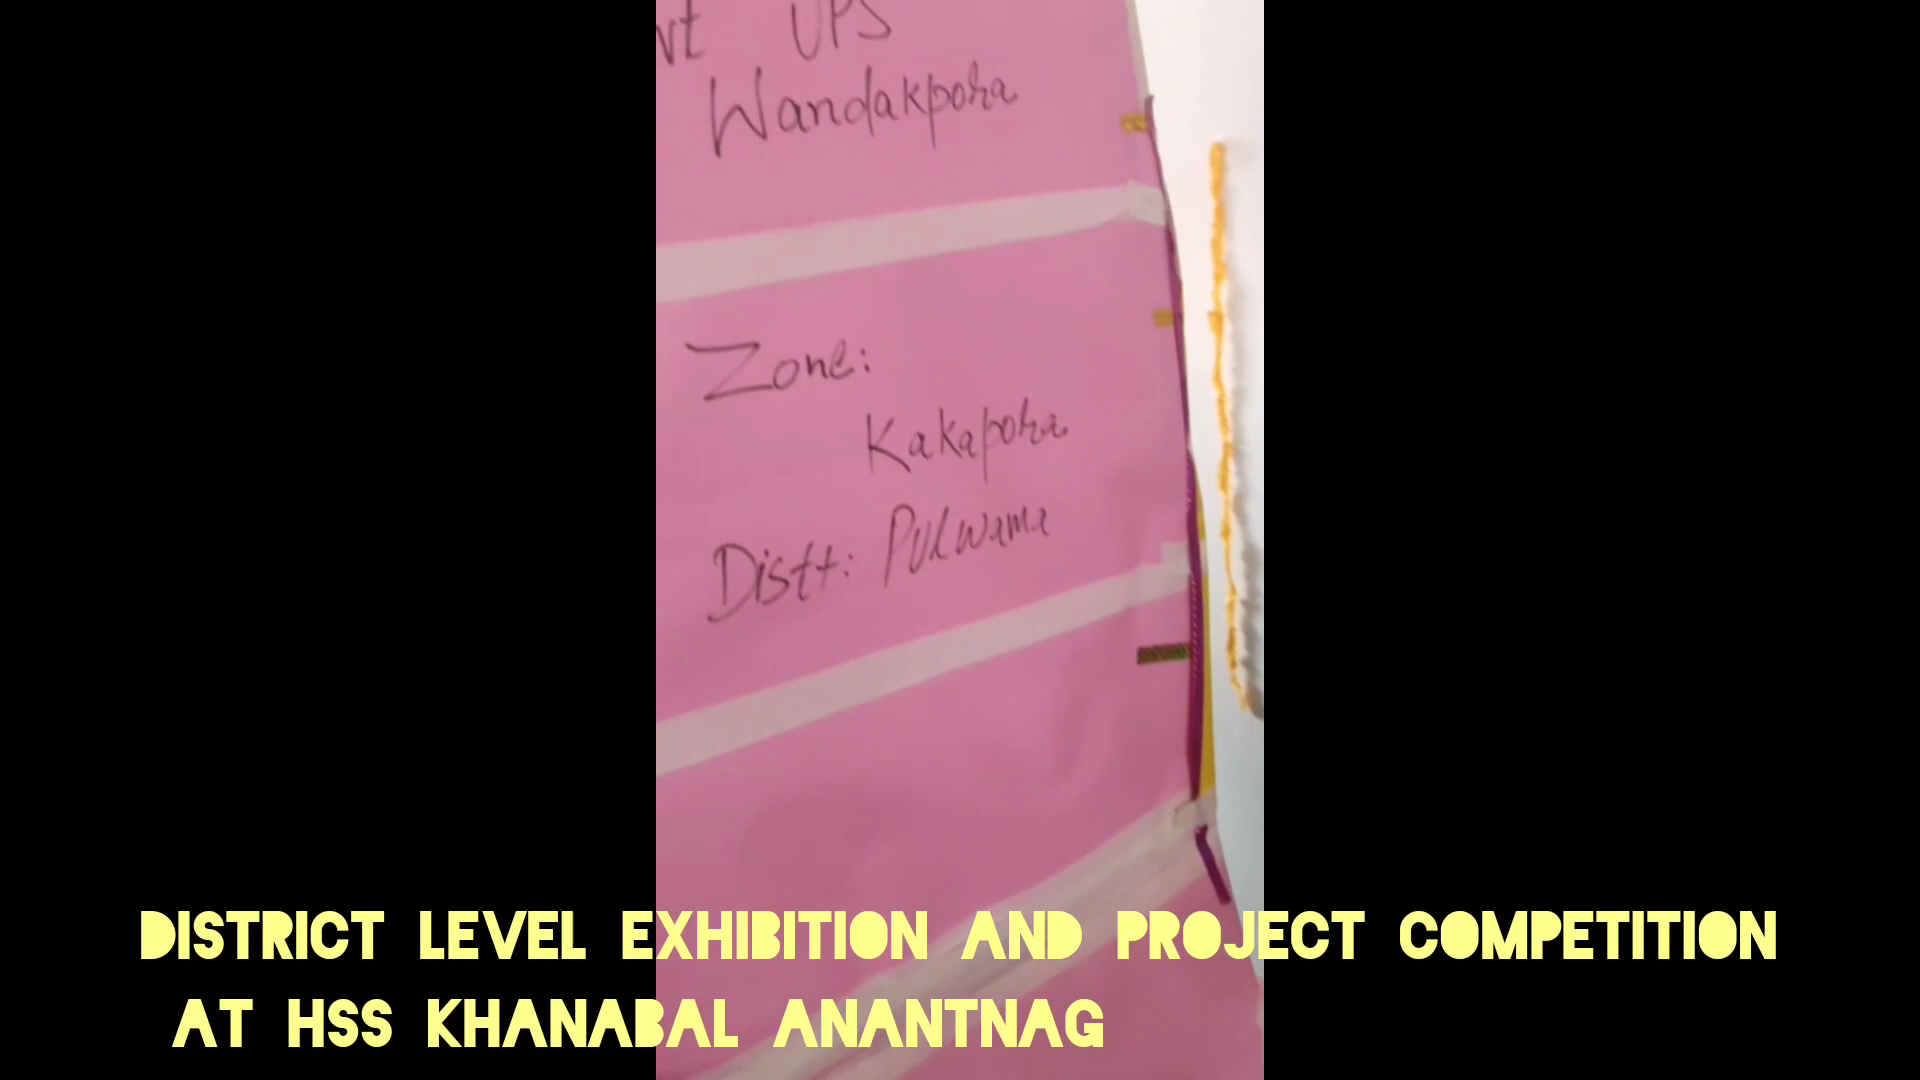 UPS
Wandakpora
Zone:
Kakapora
Distt: Pulwama
DISTRICT LEVEL EXHIBITION AND PROJECT COMPETITION
AT HSS KHANABAL ANANTNAG